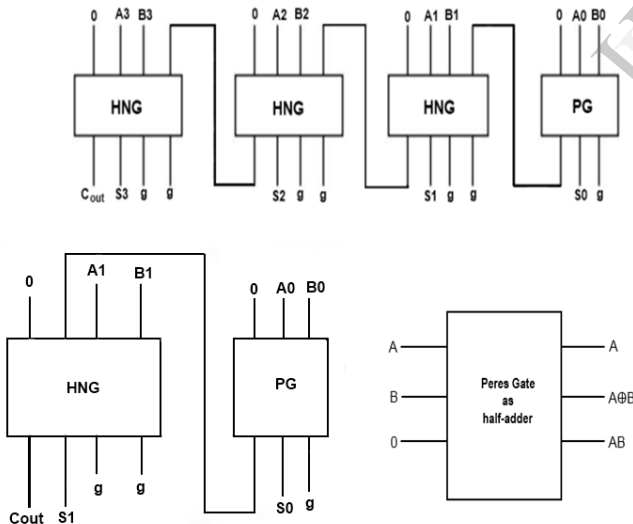 0 A3 B3 0 A2 B2 0 A1 B1 0 A0 B0
HNG HNG HNG PG
Cout S3 g g S2 g g S1 g g S0 g
0 A1 B1 0 A0 B0
HNG PG
Cout S1 g g S0 g
A A
Peres Gate
B as A⊕B
half-adder
0 AB